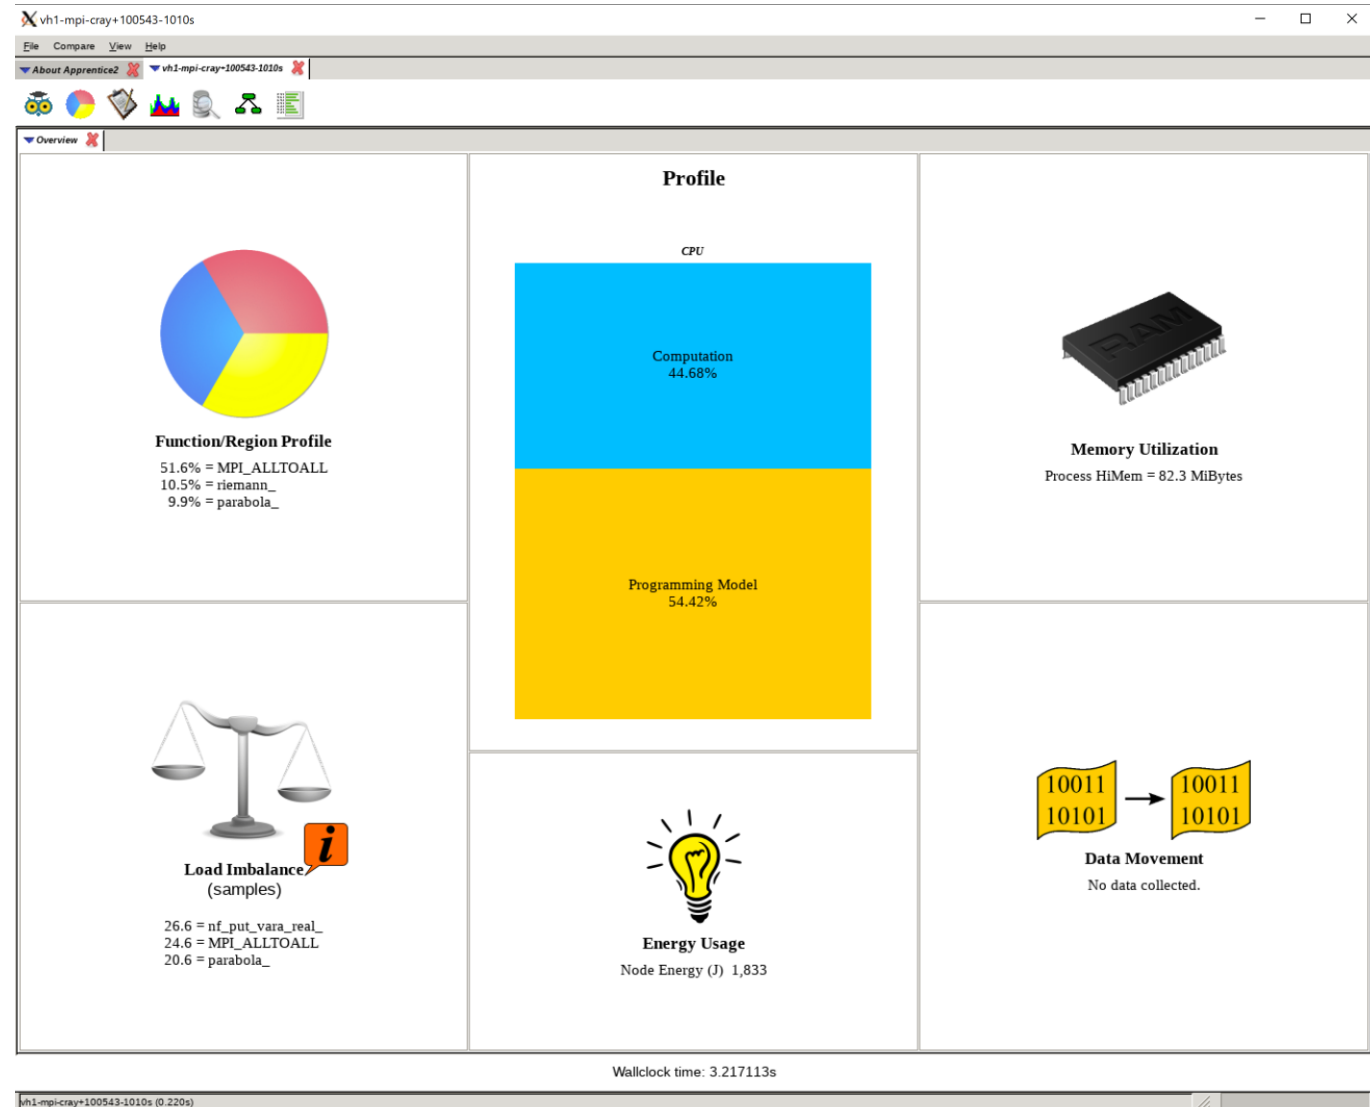 vh1-mpi-cray+100543-1010s
File Compare View Help
About Apprentice2 vh1-mpi-cray+100543-1010s
Overview
Function/Region Profile
51.6% = MPI_ALLTOALL
10.5% = riemann_
9.9% = parabola_
Load Imbalance
(samples)
26.6 = nf_put_vara_real_
24.6 = MPI_ALLTOALL
20.6 = parabola_
Profile
CPU
Computation
44.68%
Programming Model
54.42%
Energy Usage
Node Energy (J) 1,833
RAM
Memory Utilization
Process HiMem = 82.3 MiBytes
10011 10011
10101 10101
Data Movement
No data collected.
Wallclock time: 3.217113s
vh1-mpi-cray+100543-1010s (0.220s)